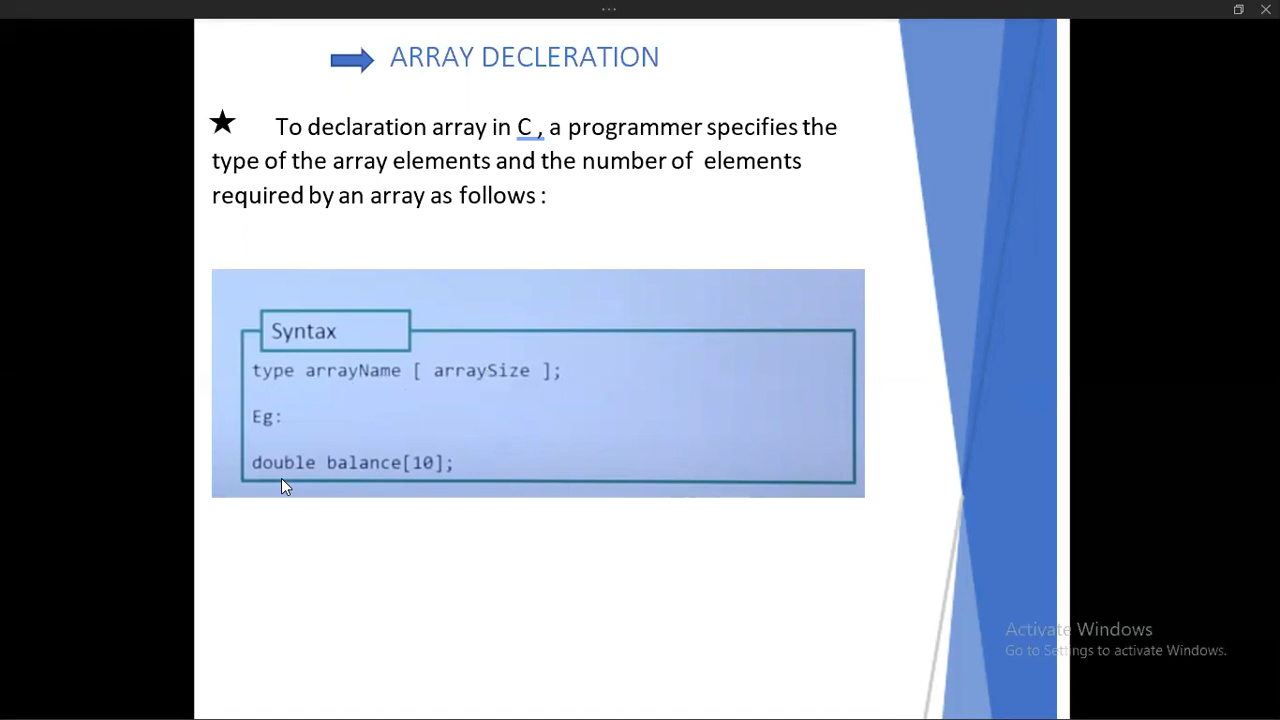 ARRAY DECLERATION
To declaration array in C , a programmer specifies the
type of the array elements and the number of elements
required by an array as follows :
Syntax
type arrayName [ arraySize ];
Eg:
double balance[10];
Activate Windows
Go to Settings to activate Windows.